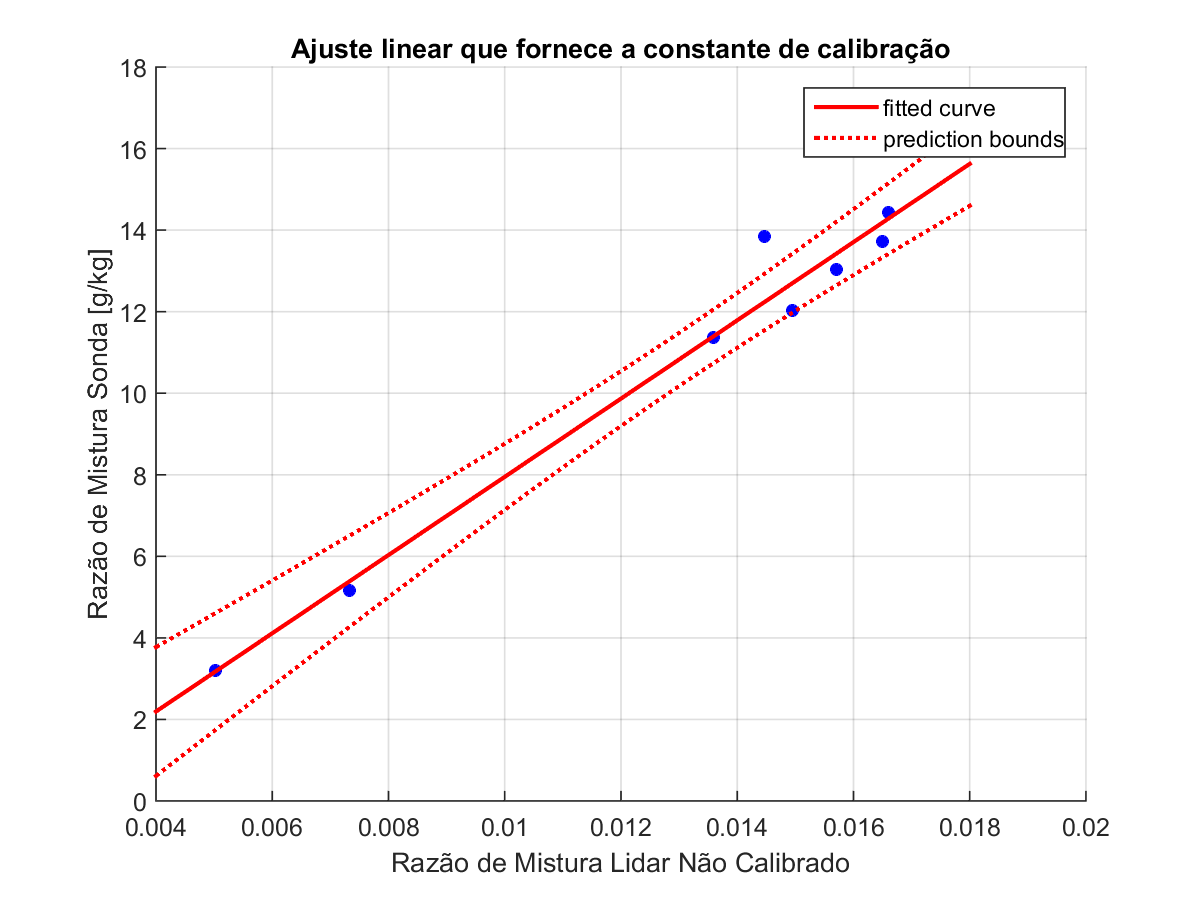 Ajuste linear que fornece a constante de calibração
fitted curve
prediction bounds
18
16
14
12
10
8
6
4
2
0
0.004 0.006 0.008 0.01 0.012 0.014 0.016 0.018 0.02
Razão de Mistura Sonda [g/kg]
Razão de Mistura Lidar Não Calibrado